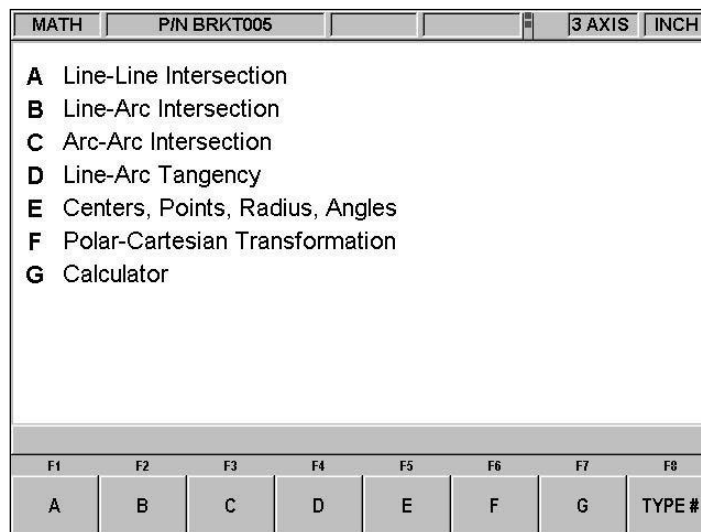 MATH P/N BRKT005 3 AXIS INCH
A Line-Line Intersection
B Line-Arc Intersection
C Arc-Arc Intersection
D Line-Arc Tangency
E Centers, Points, Radius, Angles
F Polar-Cartesian Transformation
G Calculator
F1 F2 F3 F4 F5 F6 F7 F8
A B C D E F G TYPE #